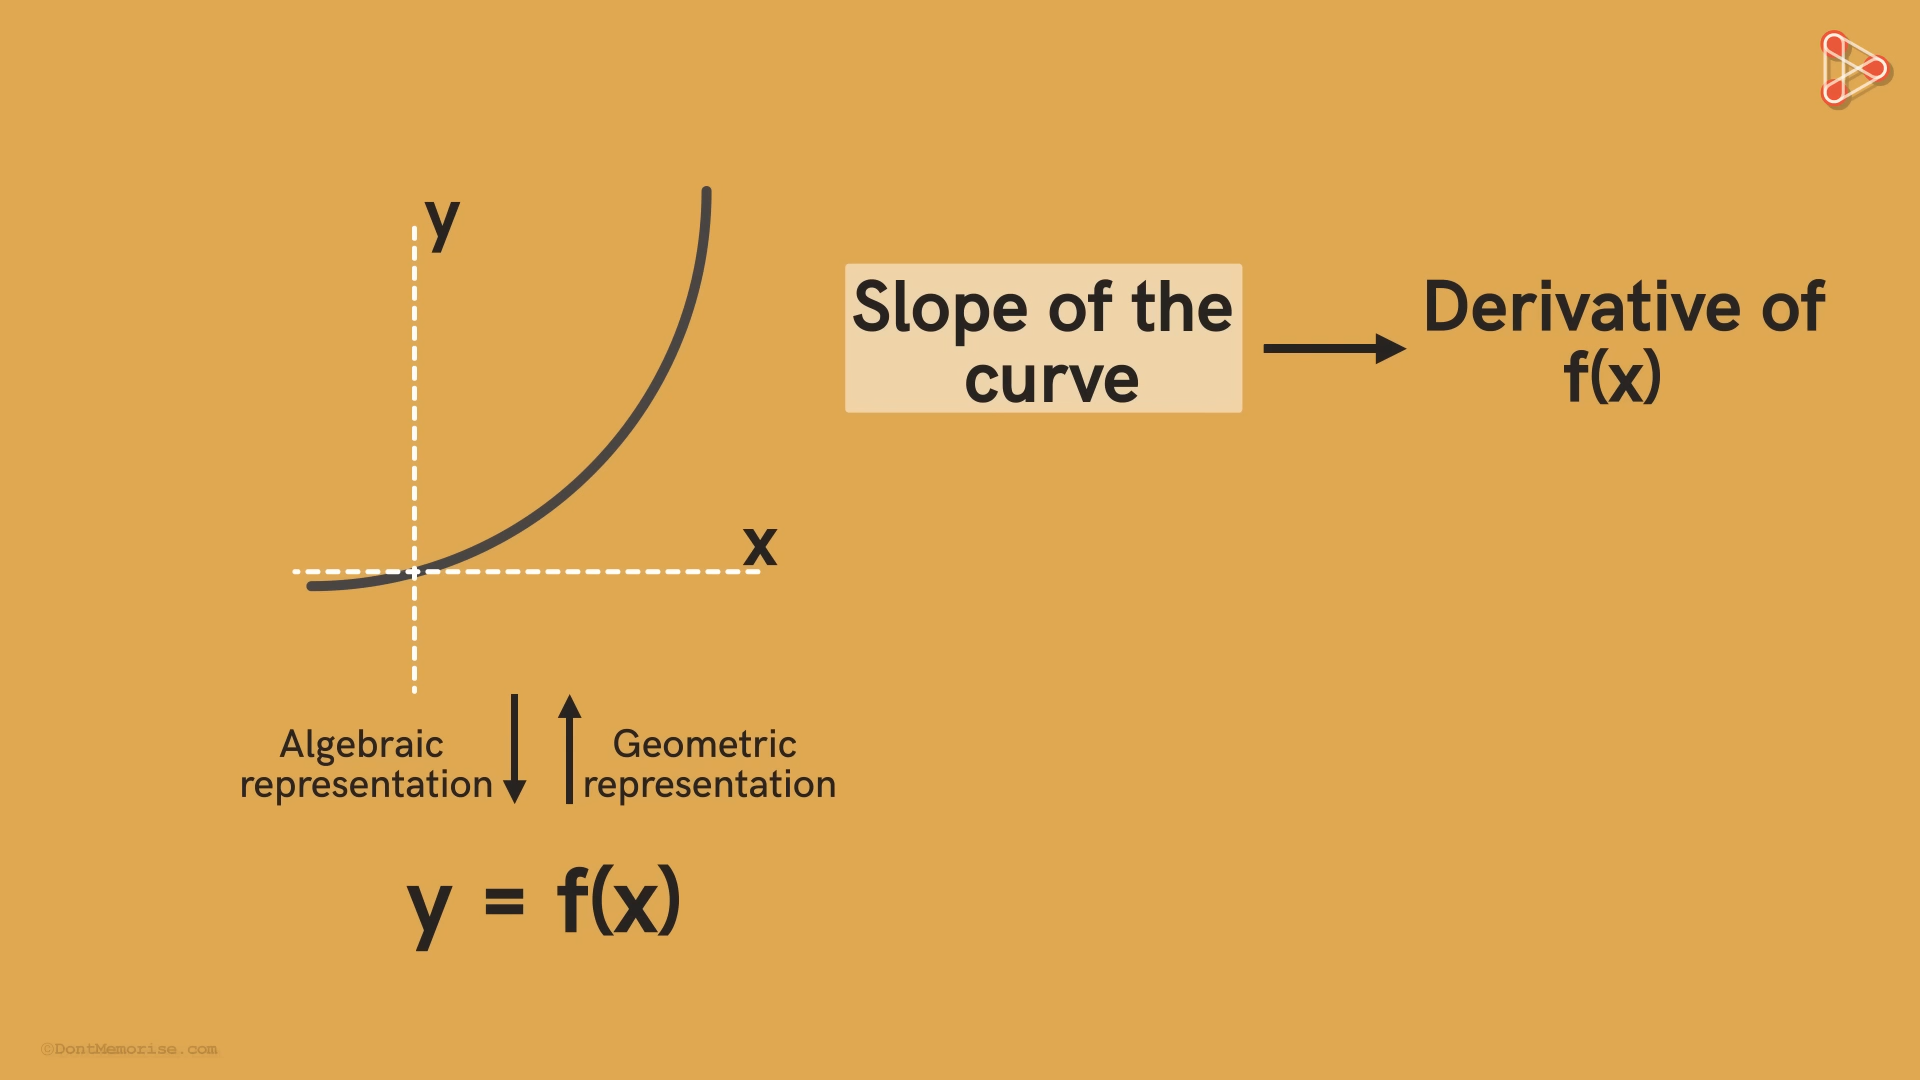 y
Slope of the
curve
Derivative of
f(x)
x
Algebraic
representation
Geometric
representation
y = f(x)
©DontMemorise.com